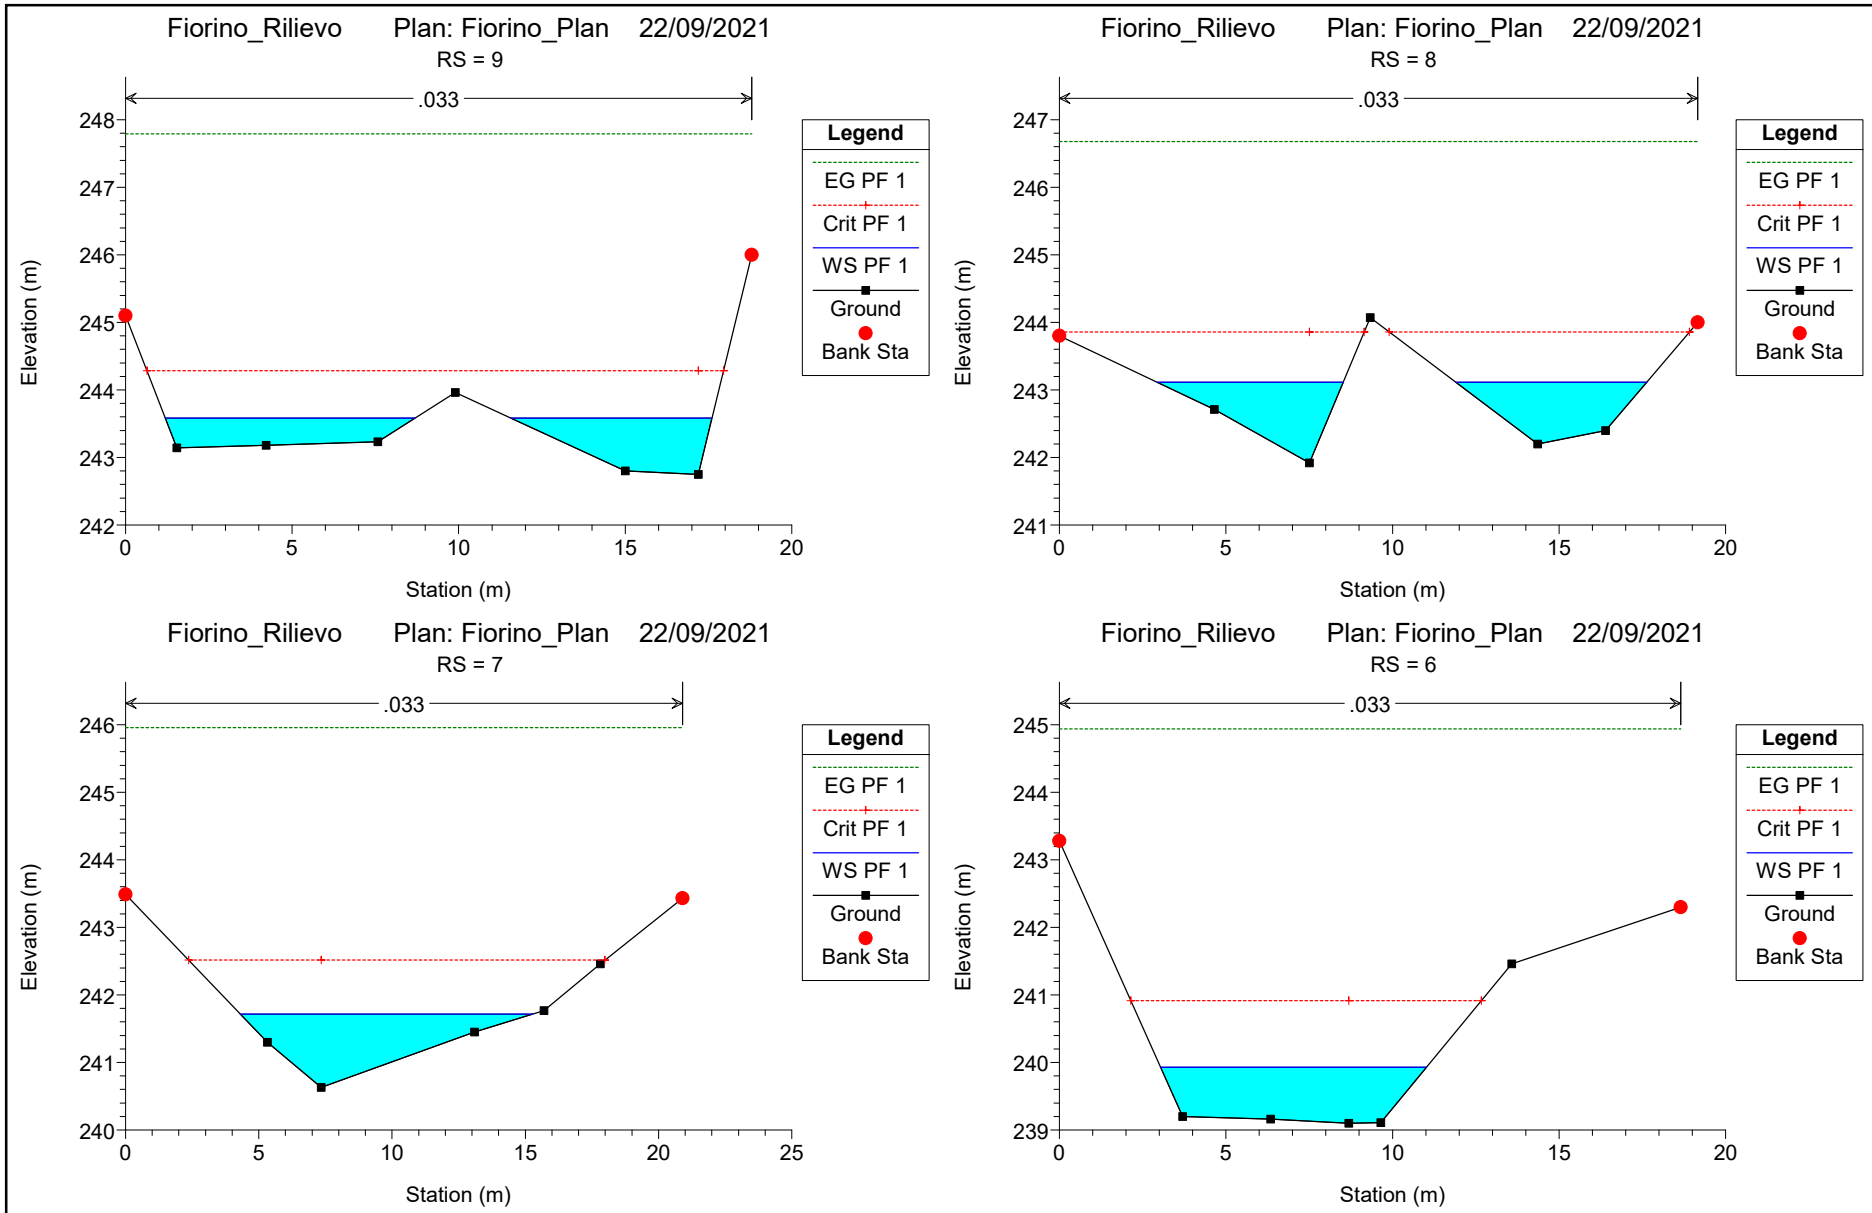 Fiorino_Rilievo Plan: Fiorino_Plan 22/09/2021
RS = 9
.033
248
247
246
245
244
243
242
0 5 10 15 20
Elevation (m)
Station (m)
Legend
EG PF 1
Crit PF 1
WS PF 1
Ground
Bank Sta
Fiorino_Rilievo Plan: Fiorino_Plan 22/09/2021
RS = 8
.033
247
246
245
244
243
242
241
0 5 10 15 20
Elevation (m)
Station (m)
Legend
EG PF 1
Crit PF 1
WS PF 1
Ground
Bank Sta
Fiorino_Rilievo Plan: Fiorino_Plan 22/09/2021
RS = 7
.033
246
245
244
243
242
241
240
0 5 10 15 20 25
Elevation (m)
Station (m)
Legend
EG PF 1
Crit PF 1
WS PF 1
Ground
Bank Sta
Fiorino_Rilievo Plan: Fiorino_Plan 22/09/2021
RS = 6
.033
245
244
243
242
241
240
239
0 5 10 15 20
Elevation (m)
Station (m)
Legend
EG PF 1
Crit PF 1
WS PF 1
Ground
Bank Sta